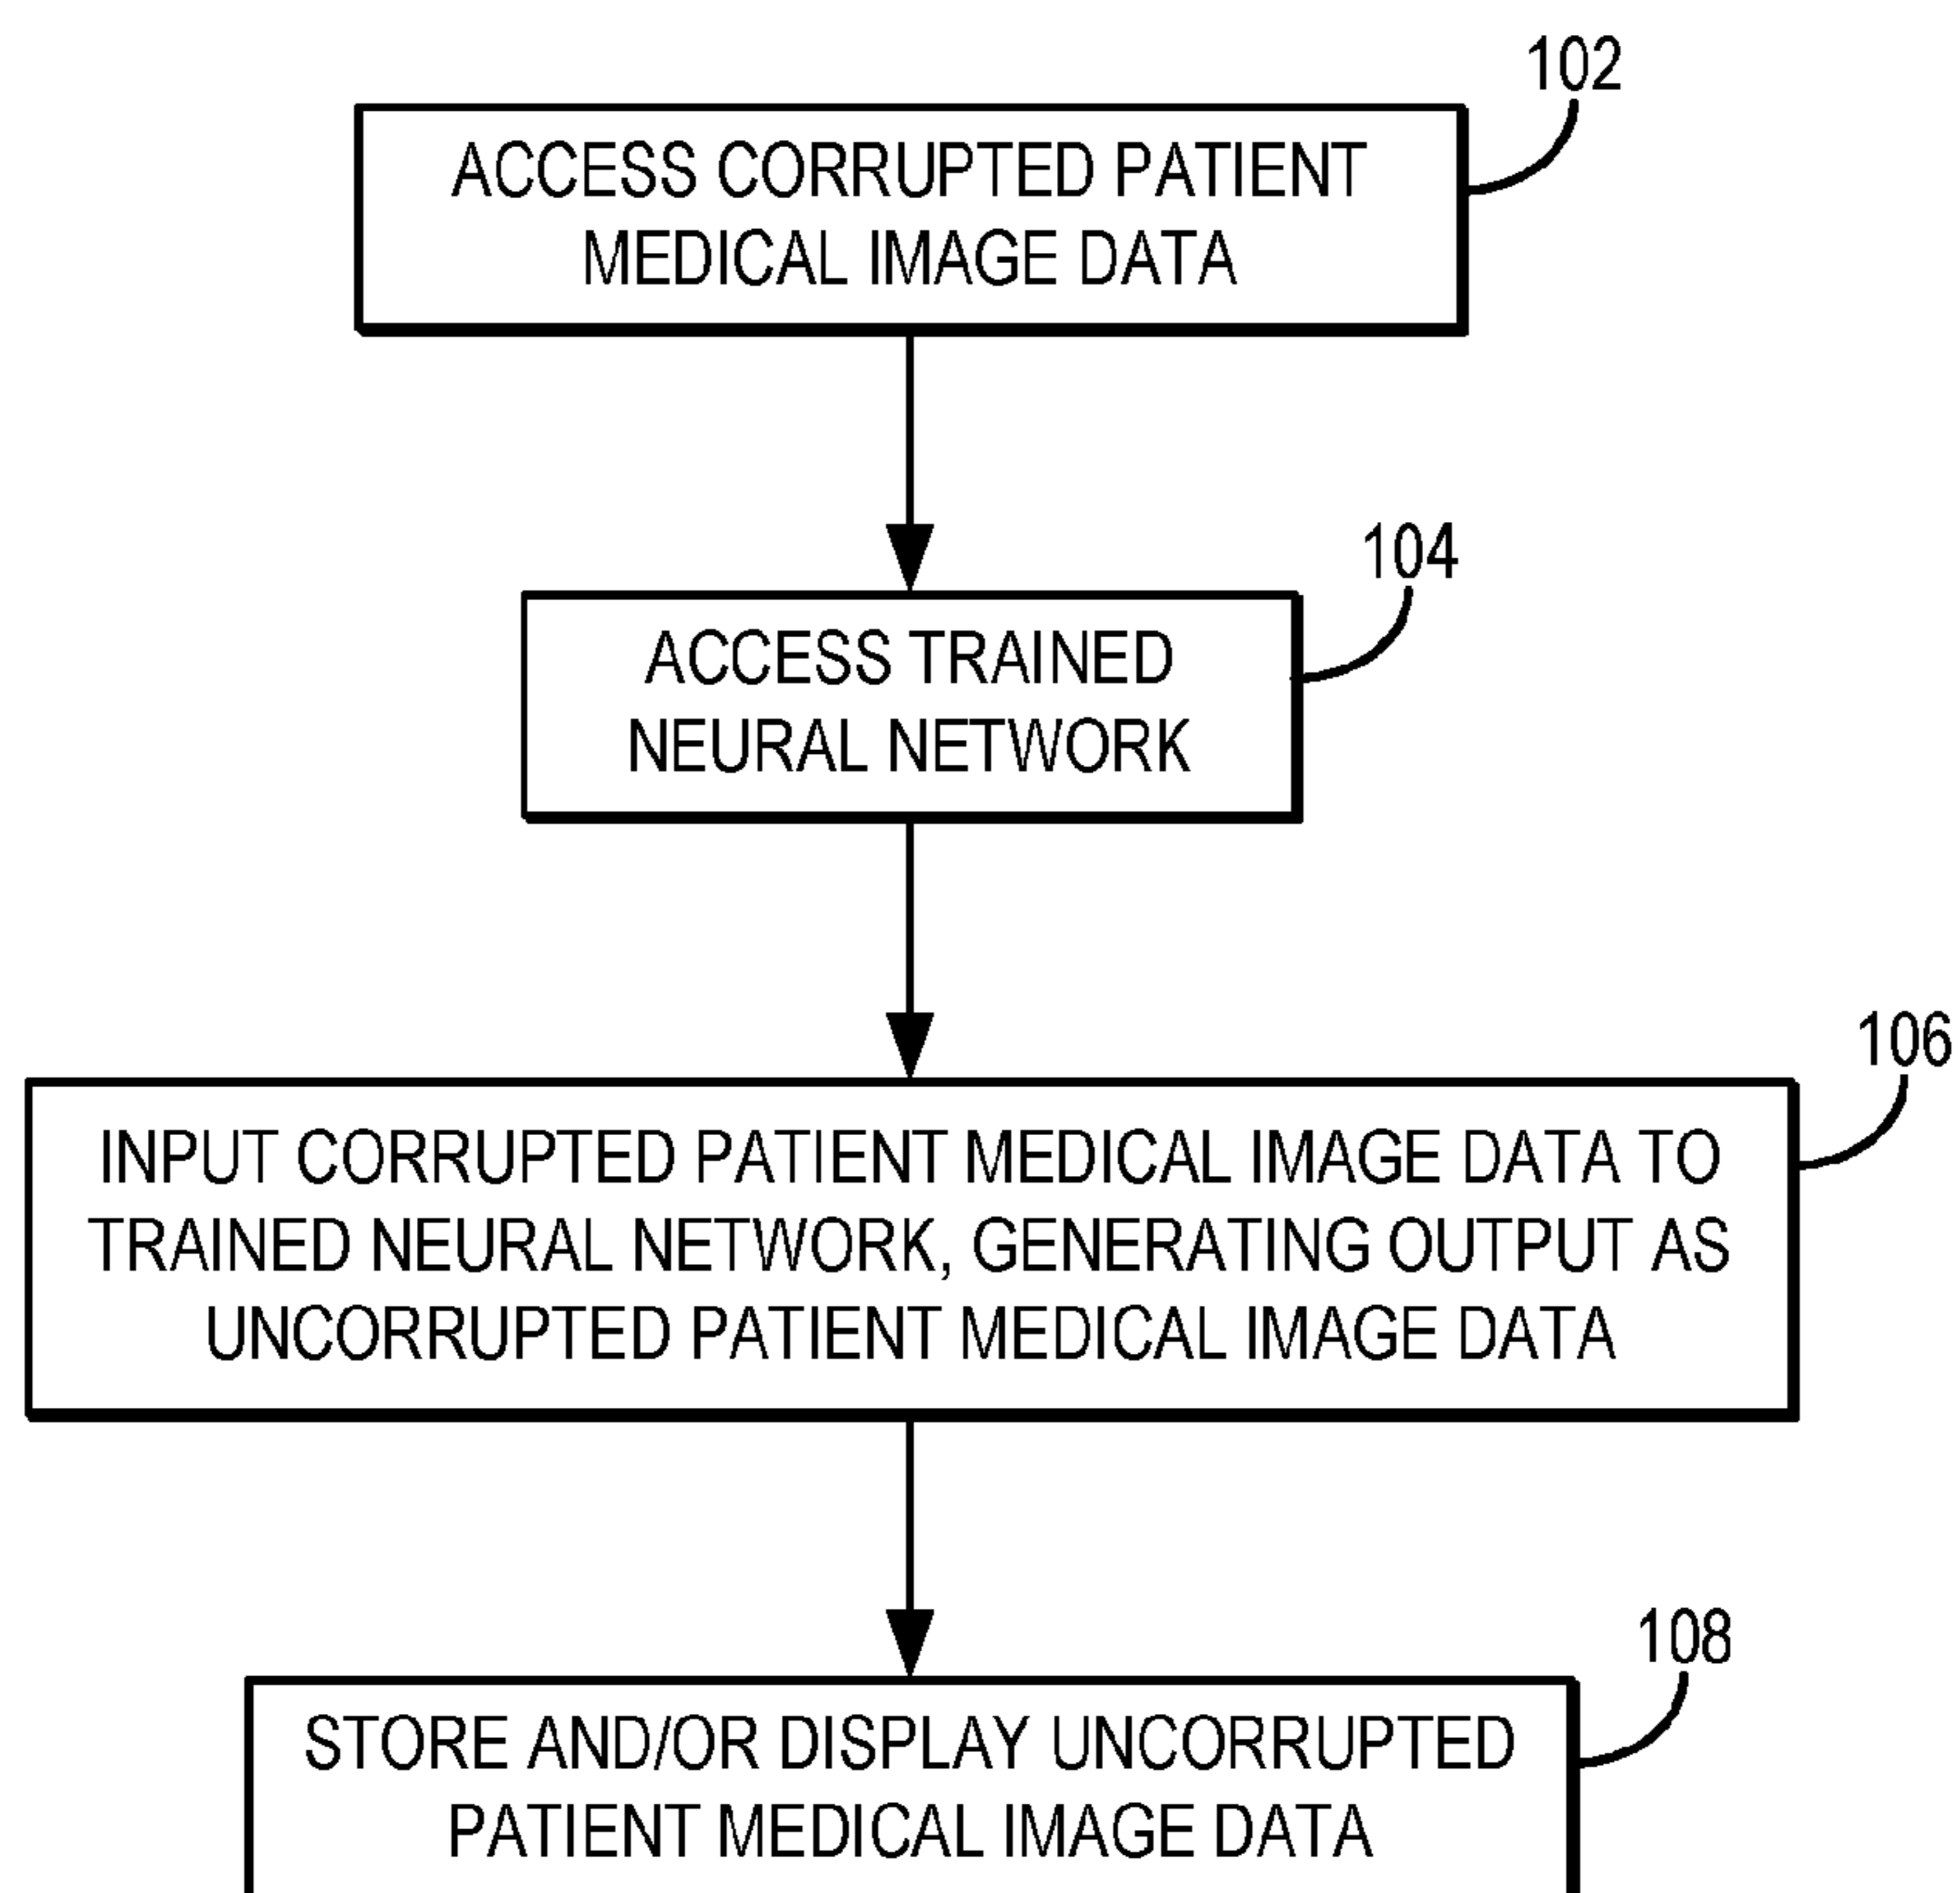 102
ACCESS CORRUPTED PATIENT
MEDICAL IMAGE DATA
104
ACCESS TRAINED
NEURAL NETWORK
106
INPUT CORRUPTED PATIENT MEDICAL IMAGE DATA TO
TRAINED NEURAL NETWORK, GENERATING OUTPUT AS
UNCORRUPTED PATIENT MEDICAL IMAGE DATA
108
STORE AND/OR DISPLAY UNCORRUPTED
PATIENT MEDICAL IMAGE DATA